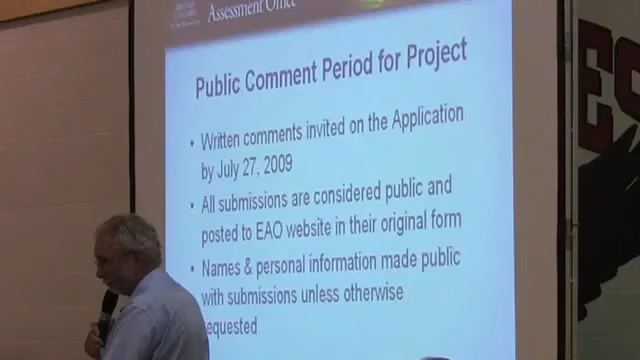 Assessment Office
Public Comment Period for Project
• Written comments invited on the Application
by July 27, 2009
• All submissions are considered public and
posted to EAO website in their original form
• Names & personal information made public
with submissions unless otherwise
equested
ES